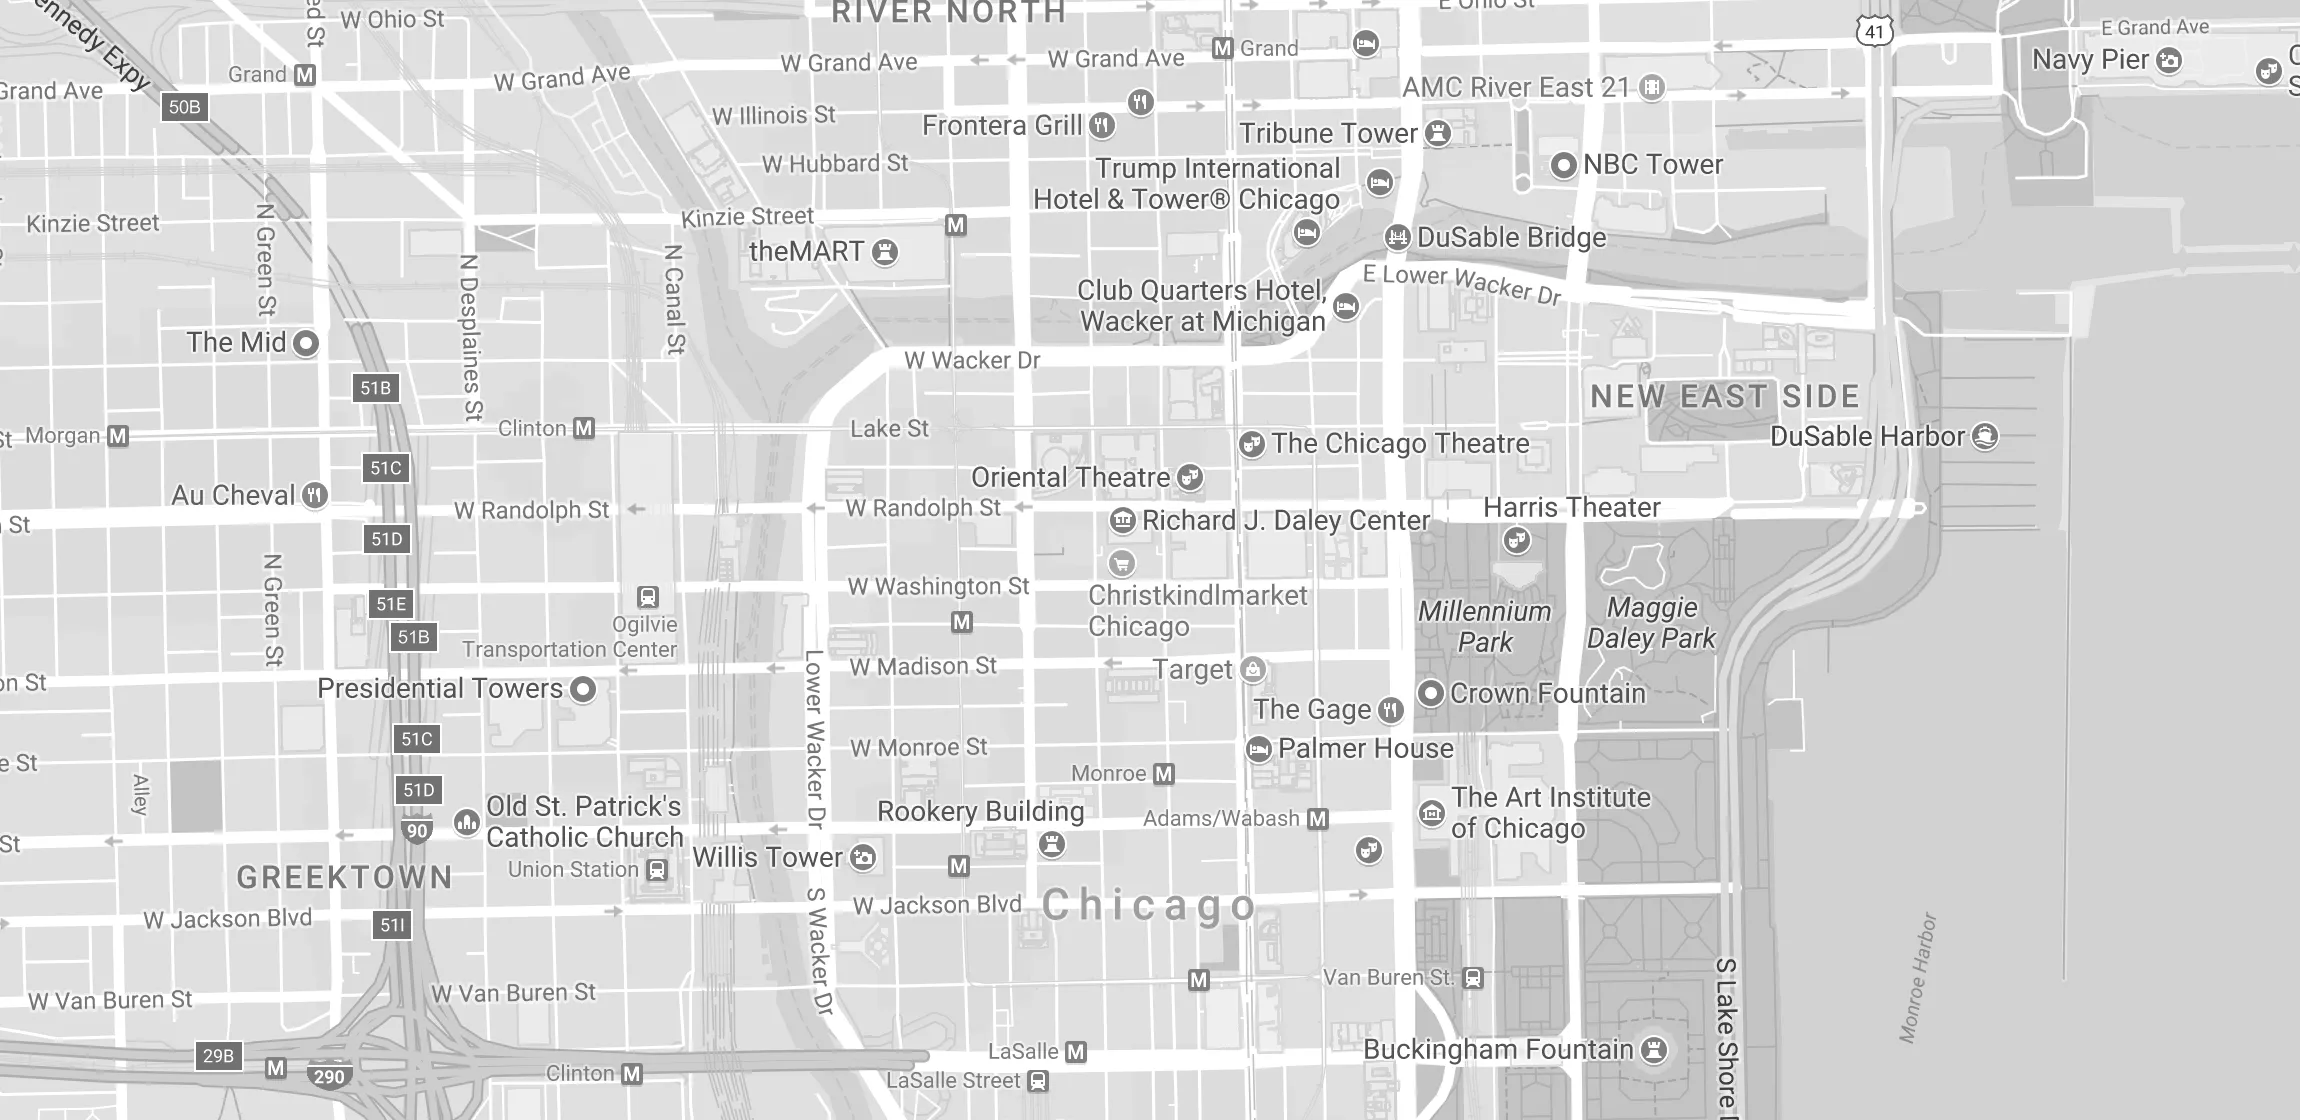 RIVER NORTH
W Ohio St
E Ohio St
Kennedy Expy
41
E Grand Ave
Navy Pier
Grand
W Grand Ave
W Grand Ave
W Grand Ave
Grand
Grand Ave
50B
AMC River East 21
W Illinois St
Frontera Grill
Tribune Tower
W Hubbard St
Trump International
Hotel & Tower® Chicago
NBC Tower
N Green St
Kinzie Street
Kinzie Street
theMART
DuSable Bridge
N Desplaines St
N Canal St
E Lower Wacker Dr
Club Quarters Hotel,
Wacker at Michigan
The Mid
W Wacker Dr
51B
NEW EAST SIDE
Morgan
Clinton
Lake St
The Chicago Theatre
DuSable Harbor
51C
Oriental Theatre
Au Cheval
W Randolph St
W Randolph St
Harris Theater
Richard J. Daley Center
St
51D
N Green St
W Washington St
Christkindlmarket
Chicago
51E
51B
Millennium
Park
Maggie
Daley Park
Ogilvie
Transportation Center
Lower Wacker Dr
W Madison St
Target
St
Presidential Towers
Crown Fountain
The Gage
51C
W Monroe St
Palmer House
St
Alley
Monroe
51D
Old St. Patrick's
Catholic Church
Rookery Building
Adams/Wabash
The Art Institute
of Chicago
90
St
Willis Tower
Union Station
GREEKTOWN
Chicago
W Jackson Blvd
51I
W Jackson Blvd
S Wacker Dr
Monroe Harbor
S Lake Shore
Van Buren St.
W Van Buren St
W Van Buren St
29B
290
Clinton
LaSalle
LaSalle Street
Buckingham Fountain